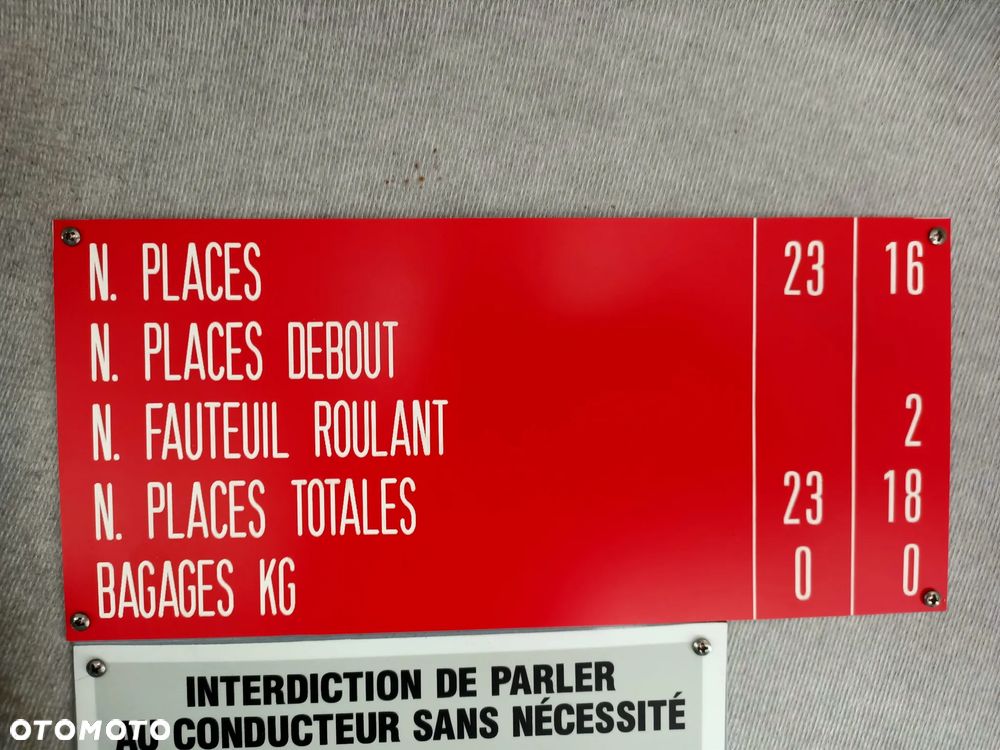 N. PLACES 23 16
N. PLACES DEBOUT
N. FAUTEUIL ROULANT 2
N. PLACES TOTALES 23 18
BAGAGES KG 0 0
INTERDICTION DE PARLER
AU CONDUCTEUR SANS NÉCESSITÉ
OTOMOTO